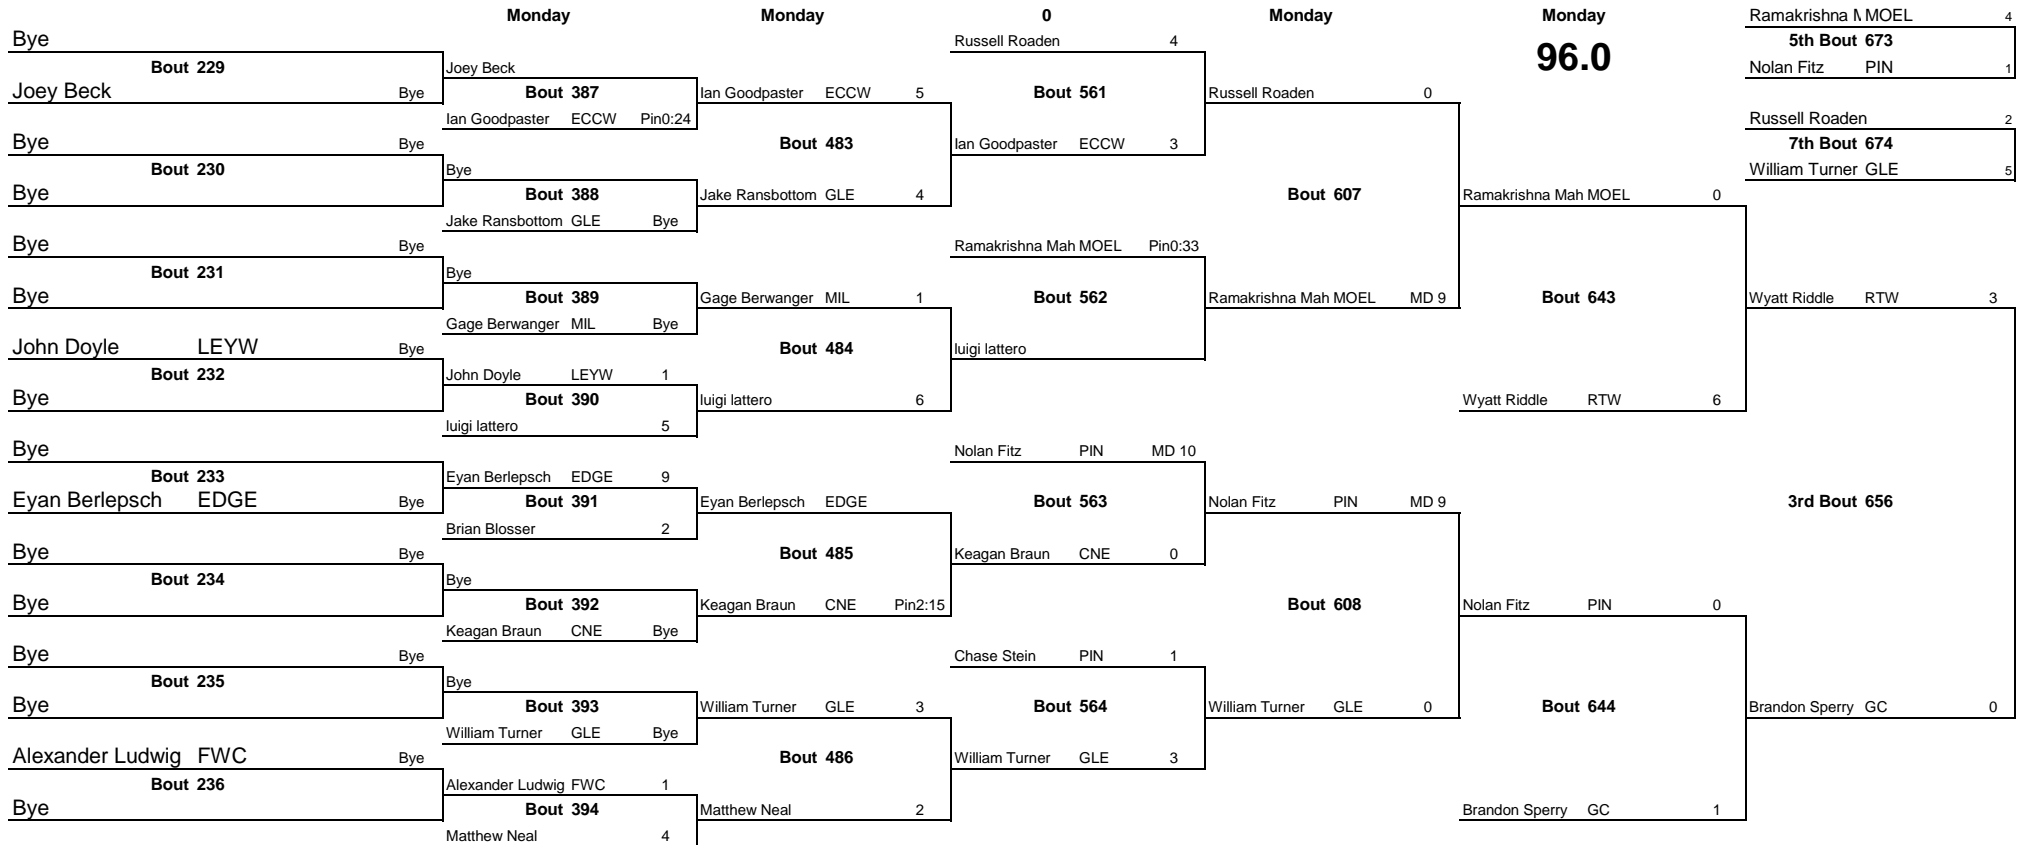 Monday Monday 0 Monday Monday Ramakrishna M MOEL 4
Bye Russell Roaden 4 96.0 5th Bout 673
Bout 229 Joey Beck Nolan Fitz PIN 1
Joey Beck Bye Bout 387 Ian Goodpaster ECCW 5 Bout 561 Russell Roaden 0
Ian Goodpaster ECCW Pin0:24 Russell Roaden 2
Bye Bye Bout 483 Ian Goodpaster ECCW 3 7th Bout 674
Bout 230 Bye William Turner GLE 5
Bye Bout 388 Jake Ransbottom GLE 4 Bout 607 Ramakrishna Mah MOEL 0
Jake Ransbottom GLE Bye
Bye Bye Ramakrishna Mah MOEL Pin0:33
Bout 231 Bye
Bye Bout 389 Gage Berwanger MIL 1 Bout 562 Ramakrishna Mah MOEL MD 9 Bout 643 Wyatt Riddle RTW 3
Gage Berwanger MIL Bye
John Doyle LEYW Bye Bout 484 luigi lattero
Bout 232 John Doyle LEYW 1
Bye Bout 390 luigi lattero 6 Wyatt Riddle RTW 6
luigi lattero 5
Bye Nolan Fitz PIN MD 10
Bout 233 Eyan Berlepsch EDGE 9
Eyan Berlepsch EDGE Bye Bout 391 Eyan Berlepsch EDGE Bout 563 Nolan Fitz PIN MD 9 3rd Bout 656
Brian Blosser 2
Bye Bye Bout 485 Keagan Braun CNE 0
Bout 234 Bye
Bye Bout 392 Keagan Braun CNE Pin2:15 Bout 608 Nolan Fitz PIN 0
Keagan Braun CNE Bye
Bye Bye Chase Stein PIN 1
Bout 235 Bye
Bye Bout 393 William Turner GLE 3 Bout 564 William Turner GLE 0 Bout 644 Brandon Sperry GC 0
William Turner GLE Bye
Alexander Ludwig FWC Bye Bout 486 William Turner GLE 3
Bout 236 Alexander Ludwig FWC 1
Bye Bout 394 Matthew Neal 2 Brandon Sperry GC 1
Matthew Neal 4